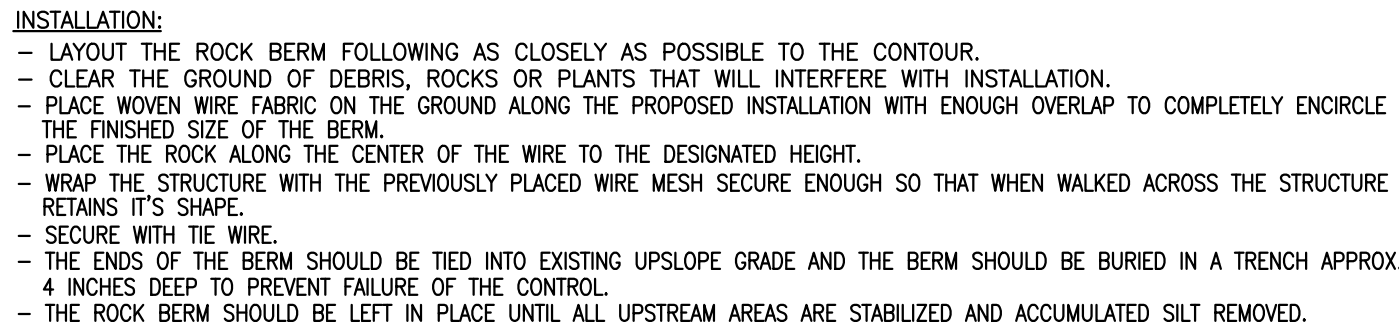 INSTALLATION:
– LAYOUT THE ROCK BERM FOLLOWING AS CLOSELY AS POSSIBLE TO THE CONTOUR.
– CLEAR THE GROUND OF DEBRIS, ROCKS OR PLANTS THAT WILL INTERFERE WITH INSTALLATION.
– PLACE WOVEN WIRE FABRIC ON THE GROUND ALONG THE PROPOSED INSTALLATION WITH ENOUGH OVERLAP TO COMPLETELY ENCIRCLE
THE FINISHED SIZE OF THE BERM.
– PLACE THE ROCK ALONG THE CENTER OF THE WIRE TO THE DESIGNATED HEIGHT.
– WRAP THE STRUCTURE WITH THE PREVIOUSLY PLACED WIRE MESH SECURE ENOUGH SO THAT WHEN WALKED ACROSS THE STRUCTURE
RETAINS IT'S SHAPE.
– SECURE WITH TIE WIRE.
– THE ENDS OF THE BERM SHOULD BE TIED INTO EXISTING UPSLOPE GRADE AND THE BERM SHOULD BE BURIED IN A TRENCH APPROX.
4 INCHES DEEP TO PREVENT FAILURE OF THE CONTROL.
– THE ROCK BERM SHOULD BE LEFT IN PLACE UNTIL ALL UPSTREAM AREAS ARE STABILIZED AND ACCUMULATED SILT REMOVED.